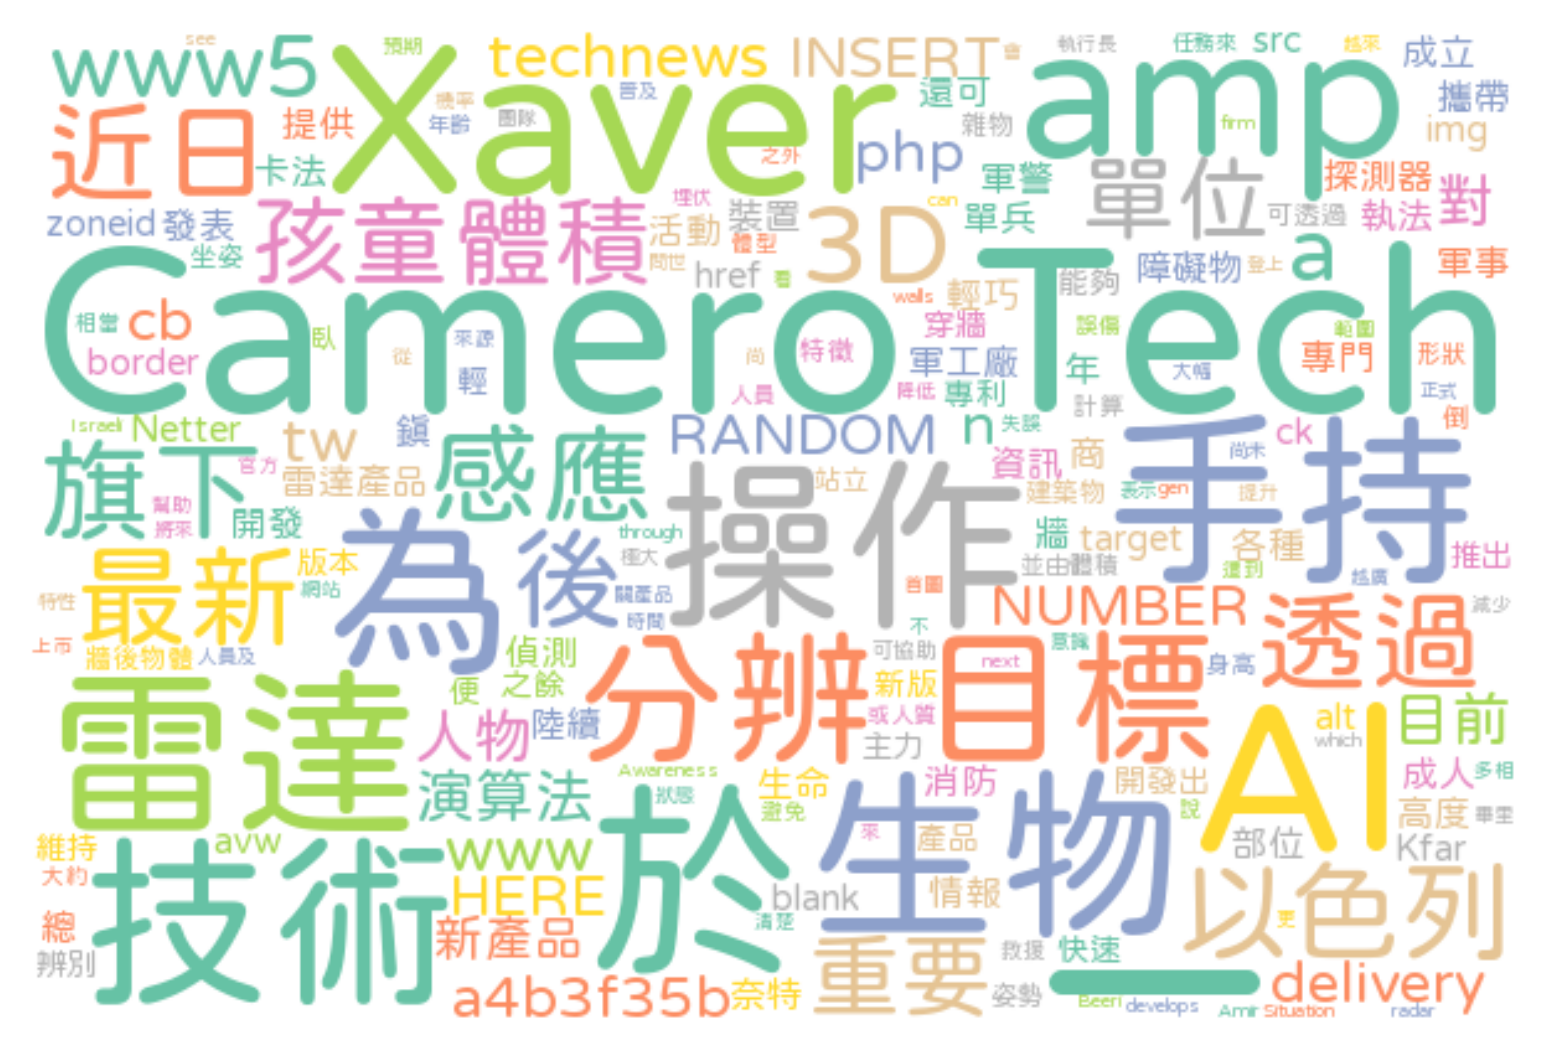 see
預期
www5
Xaver
technews
INSERT
會
執行長
任務來
src
越來
成立
amp
近日
提供
機率
年齡
普及
團隊
還可
雜物
firm
攜帶
img
卡法
之外
php
軍警
單位
探測器
對
zoneid
發表
孩童體積
埋伏
活動
裝置
體型
3D
can
單兵
可透過
執法
坐姿
問世
href
看
能夠
障礙物
登上
a
軍事
Camero
Tech
相當
cb
臥
來源
從
尚
特徵
walls
輕巧
穿牆
誤傷
範圍
專門
形狀
border
輕
人員
軍工廠
降低
專利
年
大幅
計算
正式
倒
Israeli
Netter
tw
鎮
RANDOM
n
失誤
ck
手持
旗下
官方
雷達產品
感應
操作
站立
資訊
商
尚未
幫助
將來
開發
through
建築物
表示
gen
提升
最新
版本
網站
為
後
極大
牆
target
各種
推出
關產品
首圖
並由體積
遭到
越廣
特性
時間
不
NUMBER
透過
減少
上市
牆後物體
人員及
偵測
分辨
目標
可協助
意識
身高
雷達
便
之餘
next
新版
人物
陸續
或人質
主力
AI
alt
which
目前
演算法
Awareness
狀態
生命
避免
消防
開發出
說
成人
多相
維持
avw
www
於
生物
來
產品
高度
畢里
大約
部位
Kfar
技術
HERE
blank
情報
以色列
更
總
新產品
清楚
辨別
重要
救援
快速
一
a4b3f35b
奈特
姿勢
Beeri
develops
Amir
Situation
delivery
radar